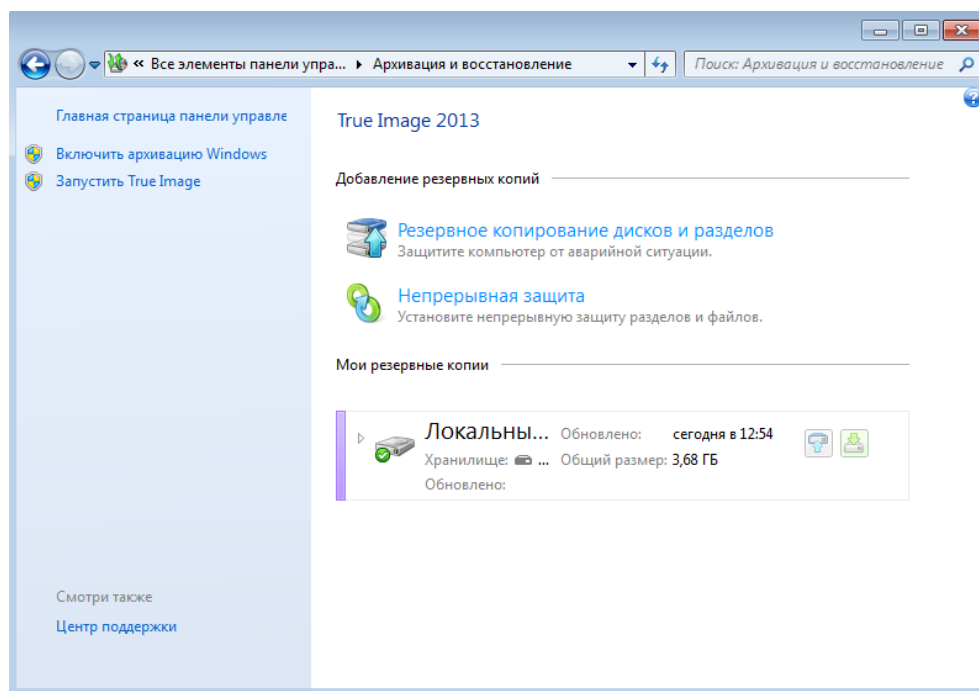 « Все элементы панели упра... Архивация и восстановление Поиск: Архивация и восстановление
Главная страница панели управле
Включить архивацию Windows
Запустить True Image
True Image 2013
Добавление резервных копий
Резервное копирование дисков и разделов
Защитите компьютер от аварийной ситуации.
Непрерывная защита
Установите непрерывную защиту разделов и файлов.
Мои резервные копии
Локальны... Обновлено: сегодня в 12:54
Хранилище: ... Общий размер: 3,68 ГБ
Обновлено:
Смотри также
Центр поддержки